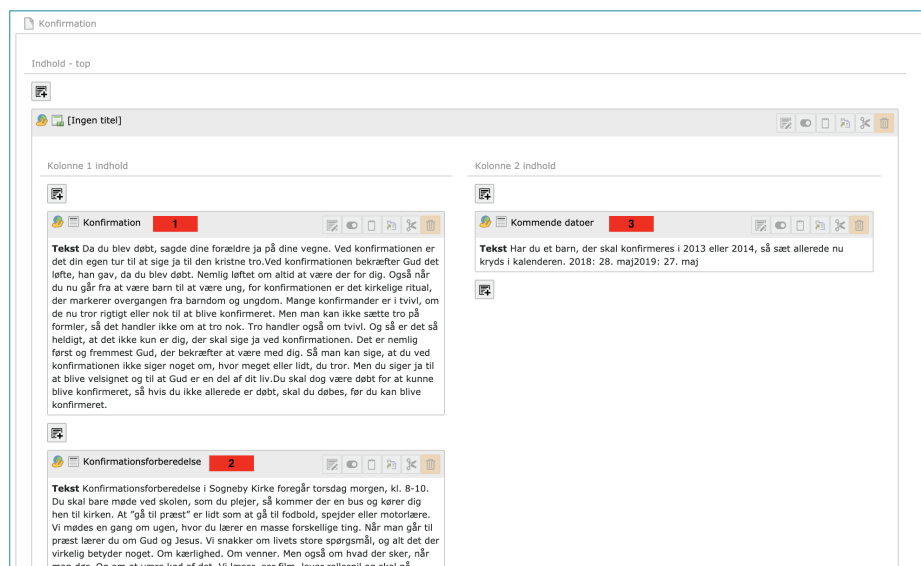 Konfirmation
Indhold - top
[Ingen titel]
Kolonne 1 indhold
Konfirmation 1
Tekst Da du blev døbt, sagde dine forældre ja på dine vegne. Ved konfirmationen er
det din egen tur til at sige ja til den kristne tro.Ved konfirmationen bekræfter Gud det
løfte, han gav, da du blev døbt. Nemlig løftet om altid at være der for dig. Også når
du nu går fra at være barn til at være ung, for konfirmationen er det kirkelige ritual,
der markerer overgangen fra barndom og ungdom. Mange konfirmander er i tvivl, om
de nu tror rigtigt eller nok til at blive konfirmeret. Men man kan ikke sætte tro på
formler, så det handler ikke om at tro nok. Tro handler også om tvivl. Og så er det så
heldigt, at det ikke kun er dig, der skal sige ja ved konfirmationen. Det er nemlig
først og fremmest Gud, der bekræfter at være med dig. Så man kan sige, at du ved
konfirmationen ikke siger noget om, hvor meget eller lidt, du tror. Men du siger ja til
at blive velsignet og til at Gud er en del af dit liv.Du skal dog være døbt for at kunne
blive konfirmeret, så hvis du ikke allerede er døbt, skal du døbes, før du kan blive
konfirmeret.
Konfirmationsforberedelse 2
Tekst Konfirmationsforberedelse i Sogneby Kirke foregår torsdag morgen, kl. 8-10.
Du skal bare møde ved skolen, som du plejer, så kommer der en bus og kører dig
hen til kirken. At ”gå til præst” er lidt som at gå til fodbold, spejder eller motorlære.
Vi mødes en gang om ugen, hvor du lærer en masse forskellige ting. Når man går til
præst lærer du om Gud og Jesus. Vi snakker om livets store spørgsmål, og alt det der
virkelig betyder noget. Om kærlighed. Om venner. Men også om hvad der sker, når
Kolonne 2 indhold
Kommende datoer 3
Tekst Har du et barn, der skal konfirmeres i 2013 eller 2014, så sæt allerede nu
kryds i kalenderen. 2018: 28. maj2019: 27. maj